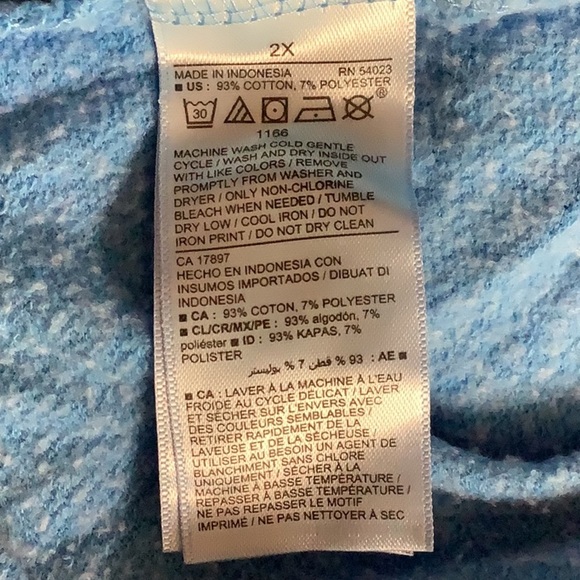 2X
MADE IN INDONESIA RN 54023
■ US : 93% COTTON, 7% POLYESTER
30 ®
1166
MACHINE WASH COLD GENTLE
CYCLE / WASH AND DRY INSIDE OUT
WITH LIKE COLORS / REMOVE
PROMPTLY FROM WASHER AND
DRYER / ONLY NON-CHLORINE
BLEACH WHEN NEEDED / TUMBLE
DRY LOW / COOL IRON / DO NOT
IRON PRINT / DO NOT DRY CLEAN
CA 17897
HECHO EN INDONESIA CON
INSUMOS IMPORTADOS / DIBUAT DI
INDONESIA
■ CA : 93% COTON, 7% POLYESTER
■ CL/CR/MX/PE : 93% algodón, 7%
poliéster ■ ID : 93% KAPAS, 7%
POLISTER
■ AE : 93 % قطن 7 % بوليستر
■ CA : LAVER À LA MACHINE À L'EAU
FROIDE AU CYCLE DÉLICAT / LAVER
ET SÉCHER SUR L'ENVERS AVEC
DES COULEURS SEMBLABLES /
RETIRER RAPIDEMENT DE LA
LAVEUSE ET DE LA SÉCHEUSE /
UTILISER AU BESOIN UN AGENT DE
BLANCHIMENT SANS CHLORE
UNIQUEMENT / SÉCHER À LA
MACHINE À BASSE TEMPÉRATURE /
REPASSER À BASSE TEMPÉRATURE /
NE PAS REPASSER LE MOTIF
IMPRIMÉ / NE PAS NETTOYER À SEC